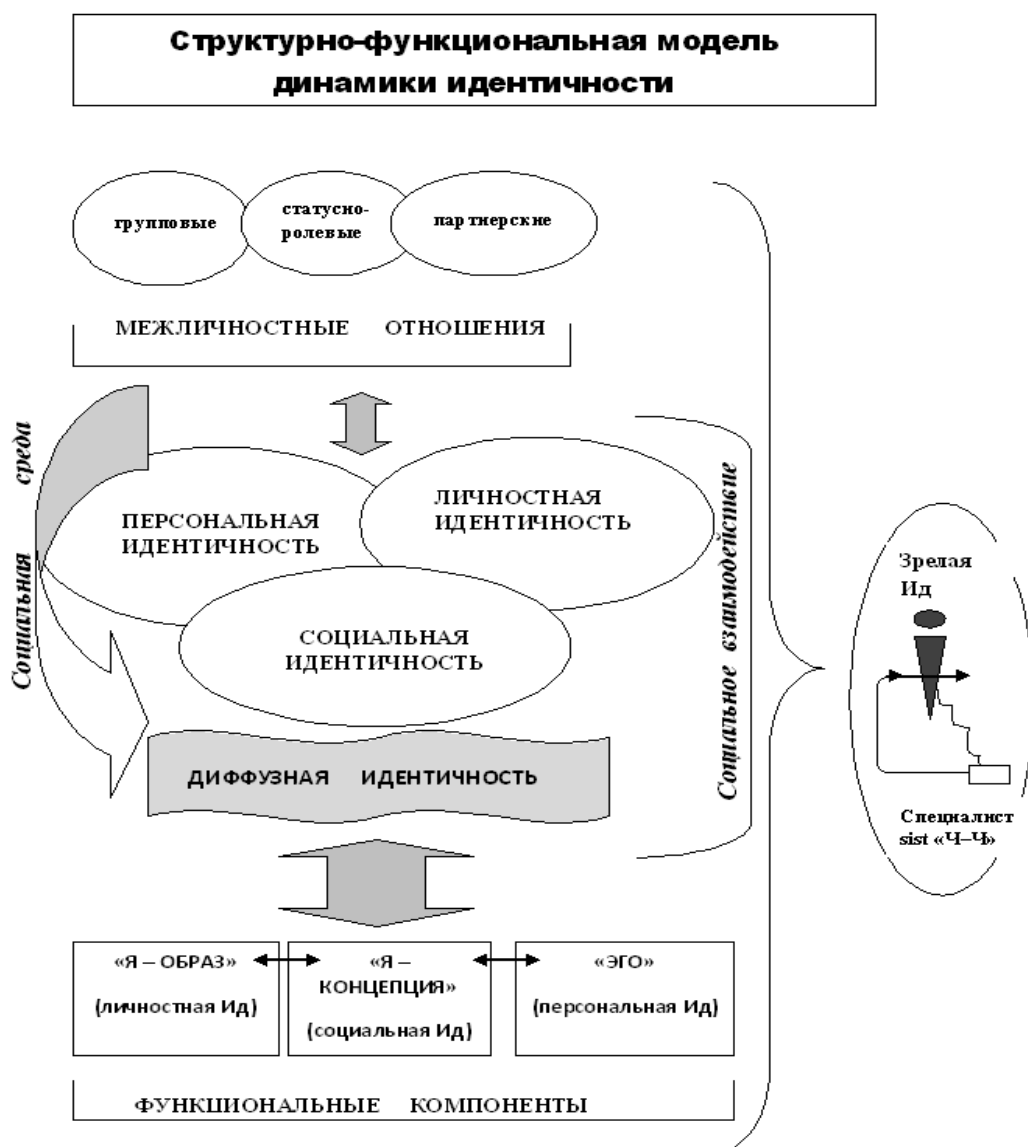 Структурно-функциональная модель
динамики идентичности
групповые
статусно-
ролевые
партнерские
МЕЖЛИЧНОСТНЫЕ ОТНОШЕНИЯ
Социальная среда
ПЕРСОНАЛЬНАЯ
ИДЕНТИЧНОСТЬ
ЛИЧНОСТНАЯ
ИДЕНТИЧНОСТЬ
СОЦИАЛЬНАЯ
ИДЕНТИЧНОСТЬ
ДИФФУЗНАЯ ИДЕНТИЧНОСТЬ
Социальное взаимодействие
Зрелая
Ид
Специалист
sist «Ч–Ч»
«Я – ОБРАЗ»
(личностная Ид)
«Я –
КОНЦЕПЦИЯ»
(социальная Ид)
«ЭГО»
(персональная Ид)
ФУНКЦИОНАЛЬНЫЕ КОМПОНЕНТЫ